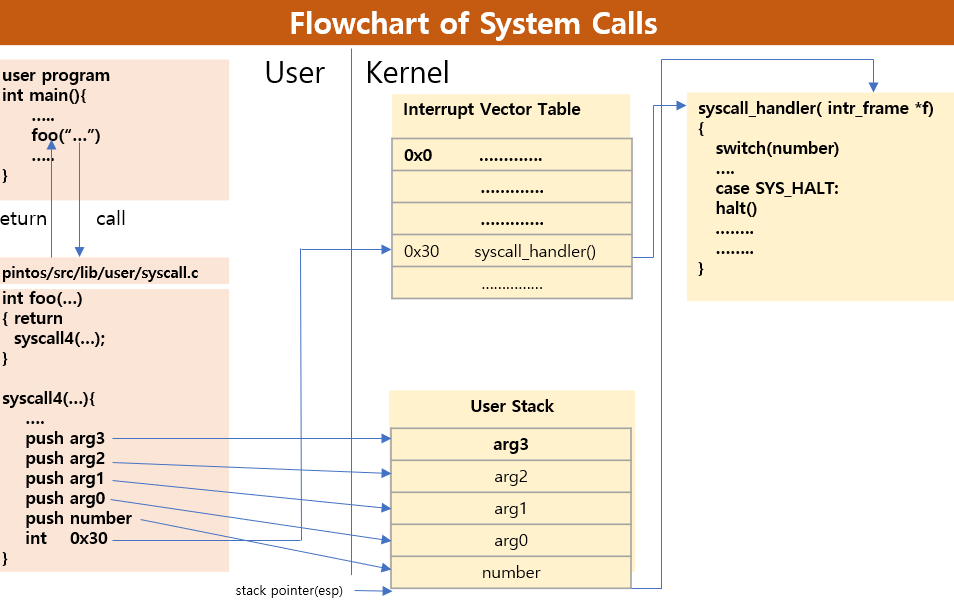 Flowchart of System Calls
User
Kernel
user program
int main(){
.....
foo("...")
.....
}
eturn
call
pintos/src/lib/user/syscall.c
int foo(...)
{ return
syscall4(...);
}
syscall4(...){
....
push arg3
push arg2
push arg1
push arg0
push number
int 0x30
}
Interrupt Vector Table
0x0 .............
.............
.............
0x30 syscall_handler()
...............
User Stack
arg3
arg2
arg1
arg0
number
stack pointer(esp)
syscall_handler( intr_frame *f)
{
switch(number)
....
case SYS_HALT:
halt()
........
........
}